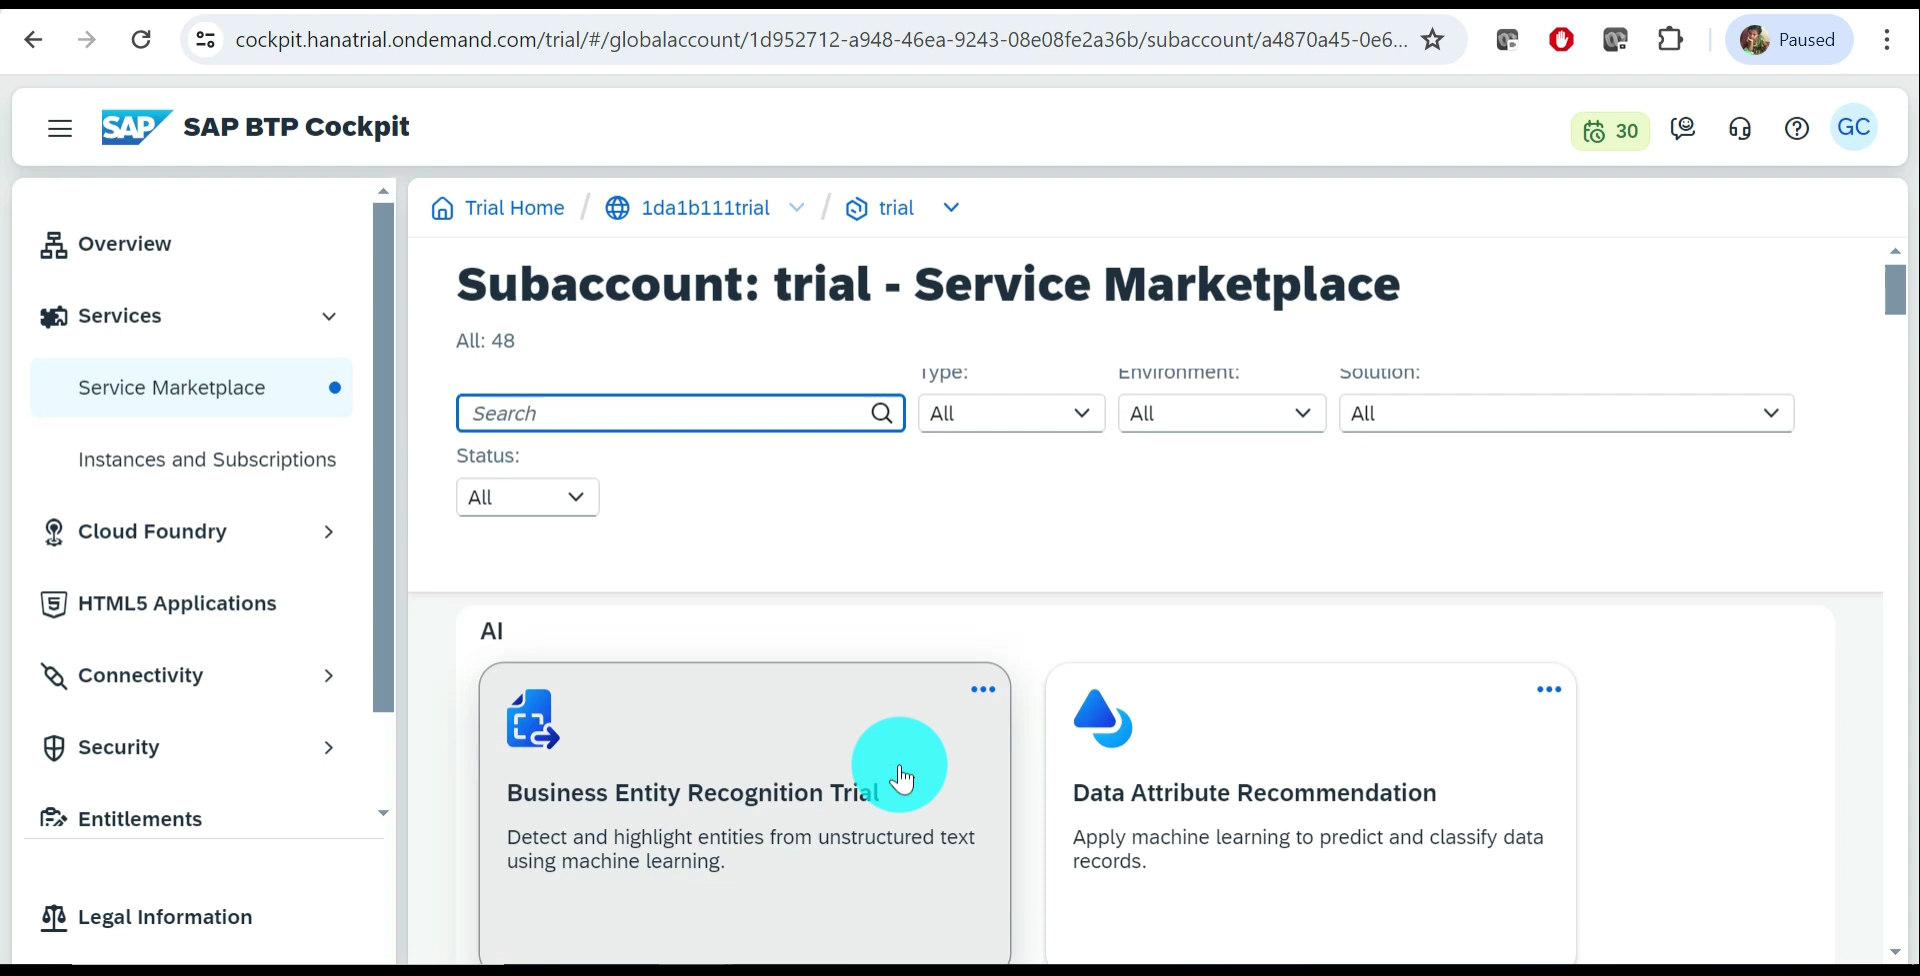 cockpit.hanatrial.ondemand.com/trial/#/globalaccount/1d952712-a948-46ea-9243-08e08fe2a36b/subaccount/a4870a45-0e6...
Paused
SAP SAP BTP Cockpit
30
GC
Overview
Services
Service Marketplace
Instances and Subscriptions
Cloud Foundry
HTML5 Applications
Connectivity
Security
Entitlements
Legal Information
Trial Home / 1da1b111trial / trial
Subaccount: trial - Service Marketplace
All: 48
Type: Environment: Solution:
Search All All All
Status:
All
AI
Business Entity Recognition Trial
Detect and highlight entities from unstructured text
using machine learning.
Data Attribute Recommendation
Apply machine learning to predict and classify data
records.